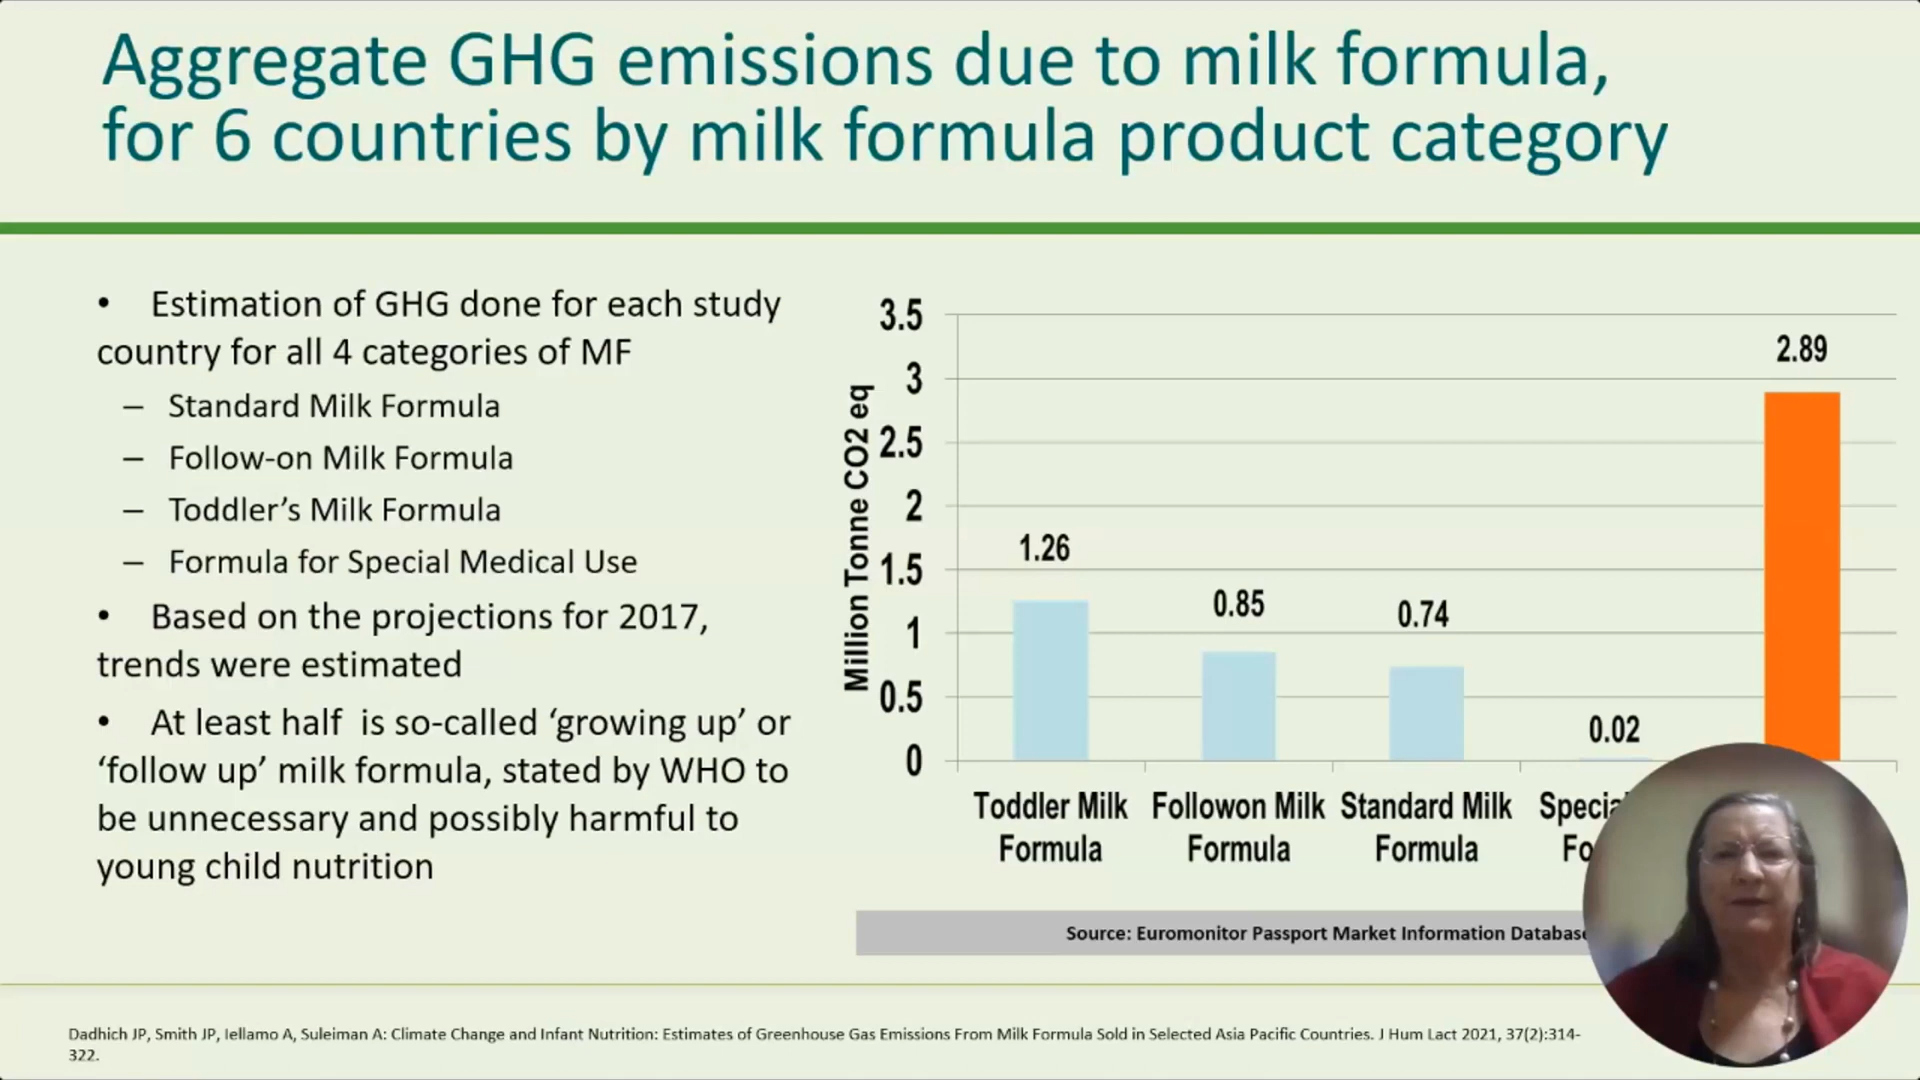 Aggregate GHG emissions due to milk formula,
for 6 countries by milk formula product category
• Estimation of GHG done for each study
country for all 4 categories of MF
– Standard Milk Formula
– Follow-on Milk Formula
– Toddler’s Milk Formula
– Formula for Special Medical Use
• Based on the projections for 2017,
trends were estimated
• At least half is so-called ‘growing up’ or
‘follow up’ milk formula, stated by WHO to
be unnecessary and possibly harmful to
young child nutrition
Million Tonne CO2 eq
3.5
3
2.5
2
1.5
1
0.5
0
1.26
0.85
0.74
0.02
2.89
Toddler Milk
Formula
Followon Milk
Formula
Standard Milk
Formula
Source: Euromonitor Passport Market Information Database
Dadhich JP, Smith JP, Iellamo A, Suleiman A: Climate Change and Infant Nutrition: Estimates of Greenhouse Gas Emissions From Milk Formula Sold in Selected Asia Pacific Countries. J Hum Lact 2021, 37(2):314-
322.